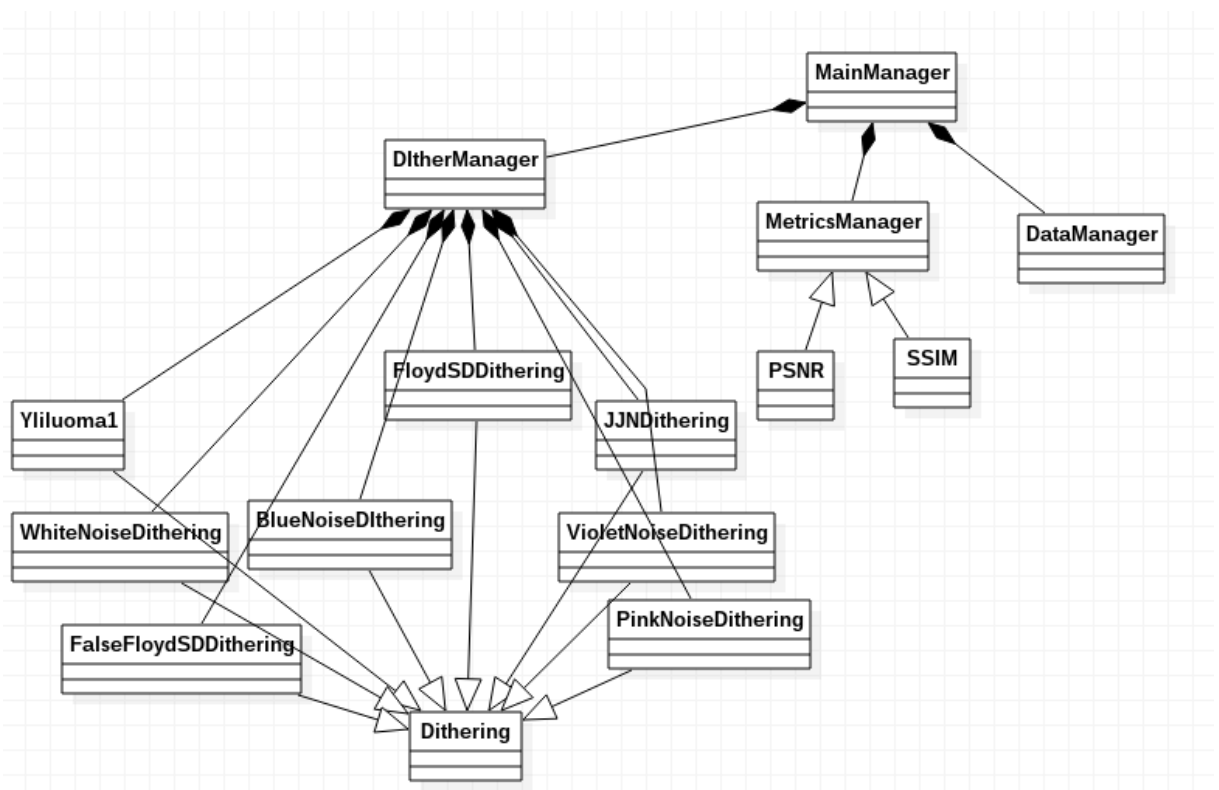 MainManager
DItherManager
MetricsManager
DataManager
FloydSDDithering
PSNR
SSIM
Yliluoma1
JJNDithering
WhiteNoiseDithering
BlueNoiseDIthering
VioletNoiseDithering
FalseFloydSDDithering
PinkNoiseDithering
Dithering